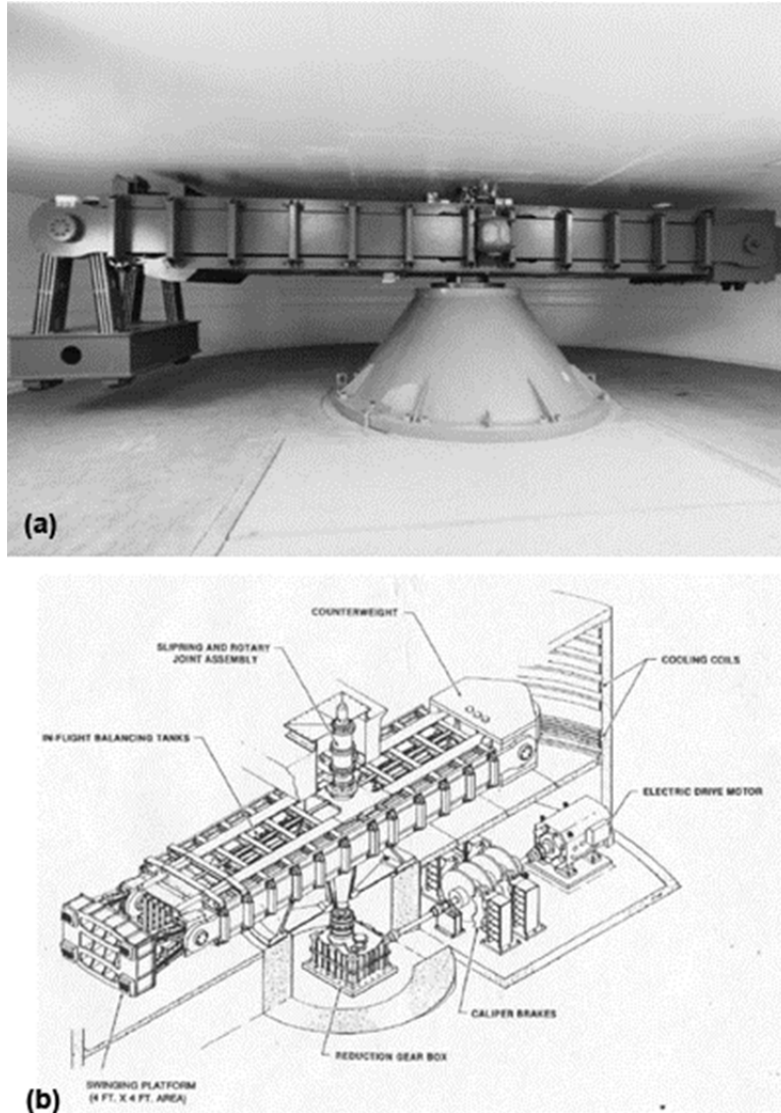 (a)
COUNTERWEIGHT
SLIPRING AND ROTARY
JOINT ASSEMBLY
COOLING COILS
IN-FLIGHT BALANCING TANKS
ELECTRIC DRIVE MOTOR
CALIPER BRAKES
REDUCTION GEAR BOX
SWINGING PLATFORM
(4 FT. X 4 FT. AREA)
(b)